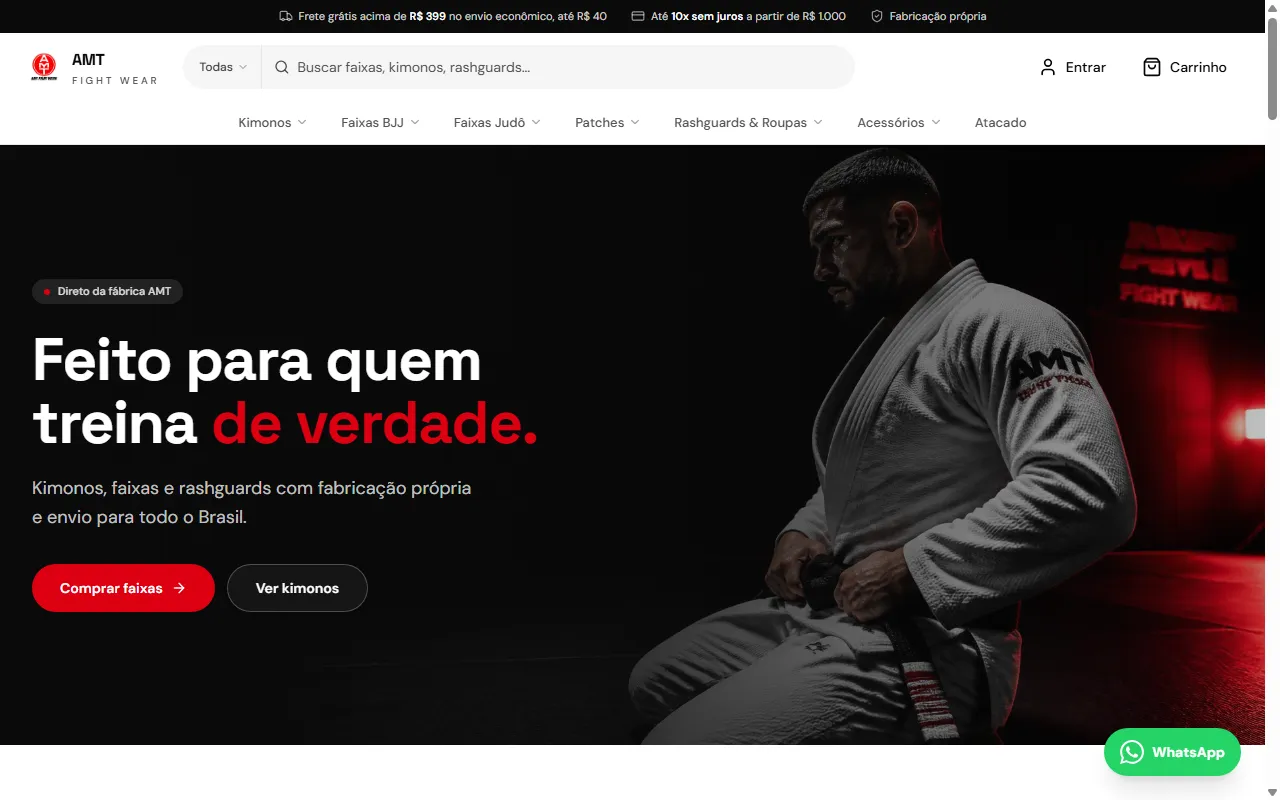 Frete grátis acima de R$ 399 no envio econômico, até R$ 40
Até 10x sem juros a partir de R$ 1.000
Fabricação própria
AMT
FIGHT WEAR
Todas
Buscar faixas, kimonos, rashguards...
Entrar
Carrinho
Kimonos
Faixas BJJ
Faixas Judô
Patches
Rashguards & Roupas
Acessórios
Atacado
Direto da fábrica AMT
Feito para quem
treina de verdade.
Kimonos, faixas e rashguards com fabricação própria
e envio para todo o Brasil.
Comprar faixas
Ver kimonos
AMT
FIGHT WEAR
AMT
WhatsApp